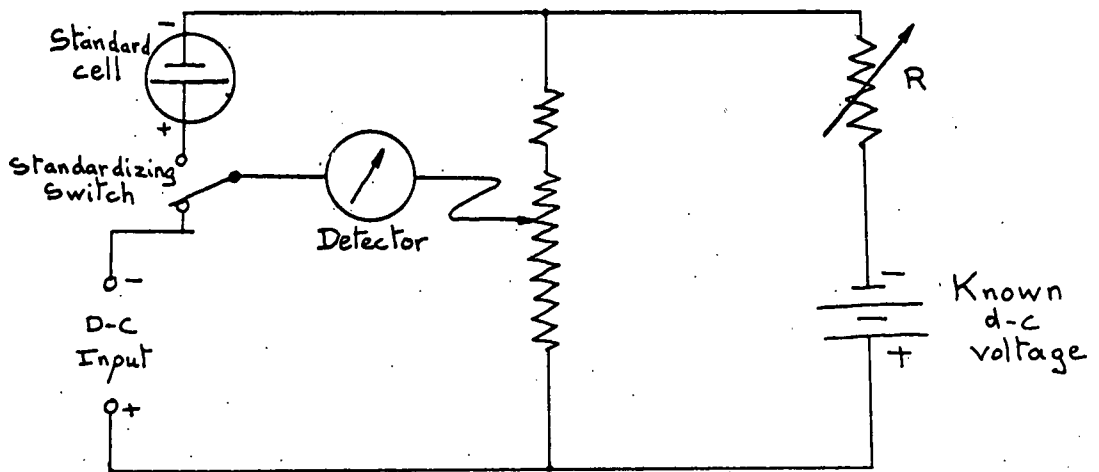 -
Standard
cell
+
Standardizing
Switch
Detector
R
-
D-C
Input
+
-
Known
d-c
voltage
+